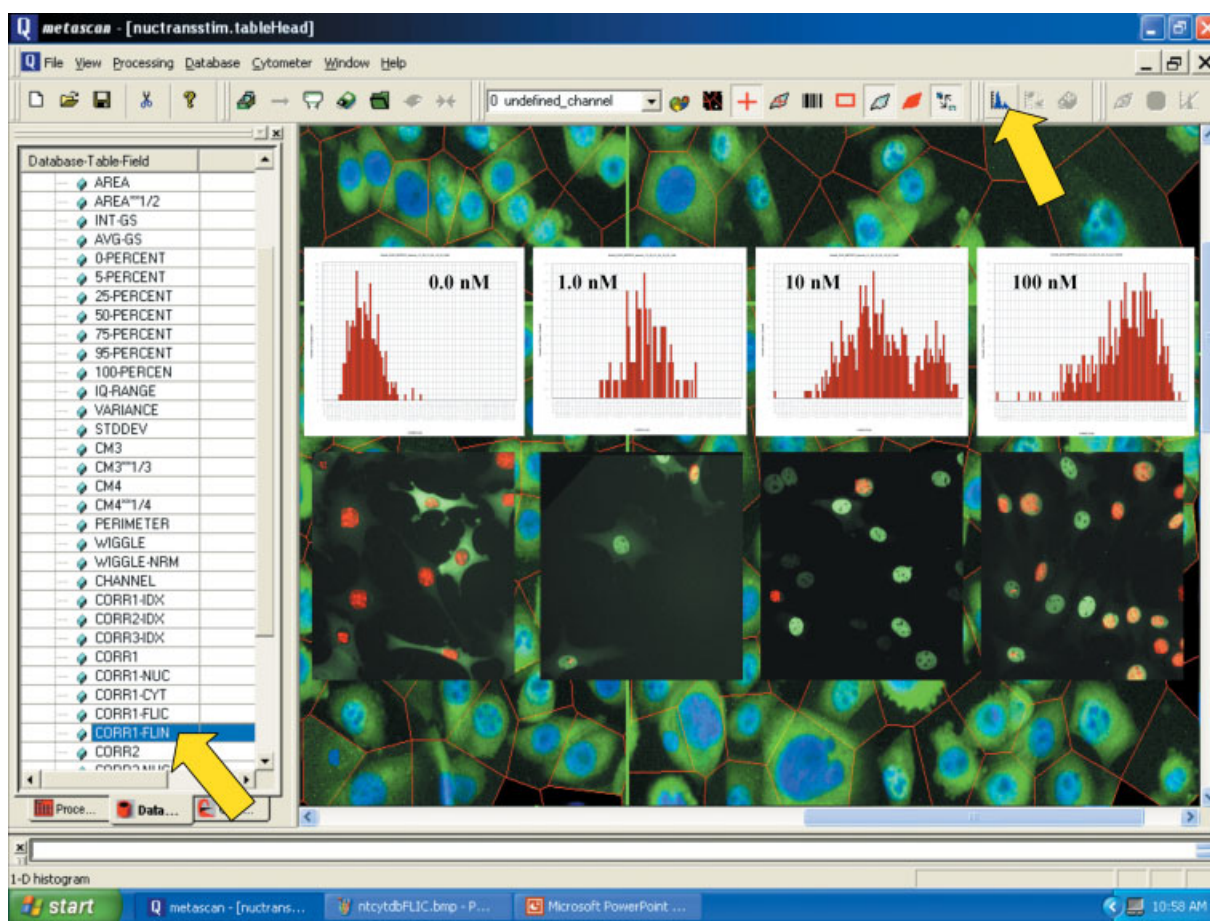 metascan - [nuctransstim.tableHead]
File View Processing Database Cytometer Window Help
0 undefined_channel
Database-Table-Field
AREA
AREA**1/2
INT-GS
AVG-GS
0-PERCENT
5-PERCENT
25-PERCENT
50-PERCENT
75-PERCENT
95-PERCENT
100-PERCEN
IQ-RANGE
VARIANCE
STDDEV
CM3
CM3**1/3
CM4
CM4**1/4
PERIMETER
WIGGLE
WIGGLE-NRM
CHANNEL
CORR1-IDX
CORR2-IDX
CORR3-IDX
CORR1
CORR1-NUC
CORR1-CYT
CORR1-FLIC
CORR1-FLIN
CORR2
0.0 nM 1.0 nM 10 nM 100 nM
Proce... Data...
1-D histogram
start metascan - [nuctrans... ntcytdbFLIC.bmp - P... Microsoft PowerPoint ... 10:58 AM